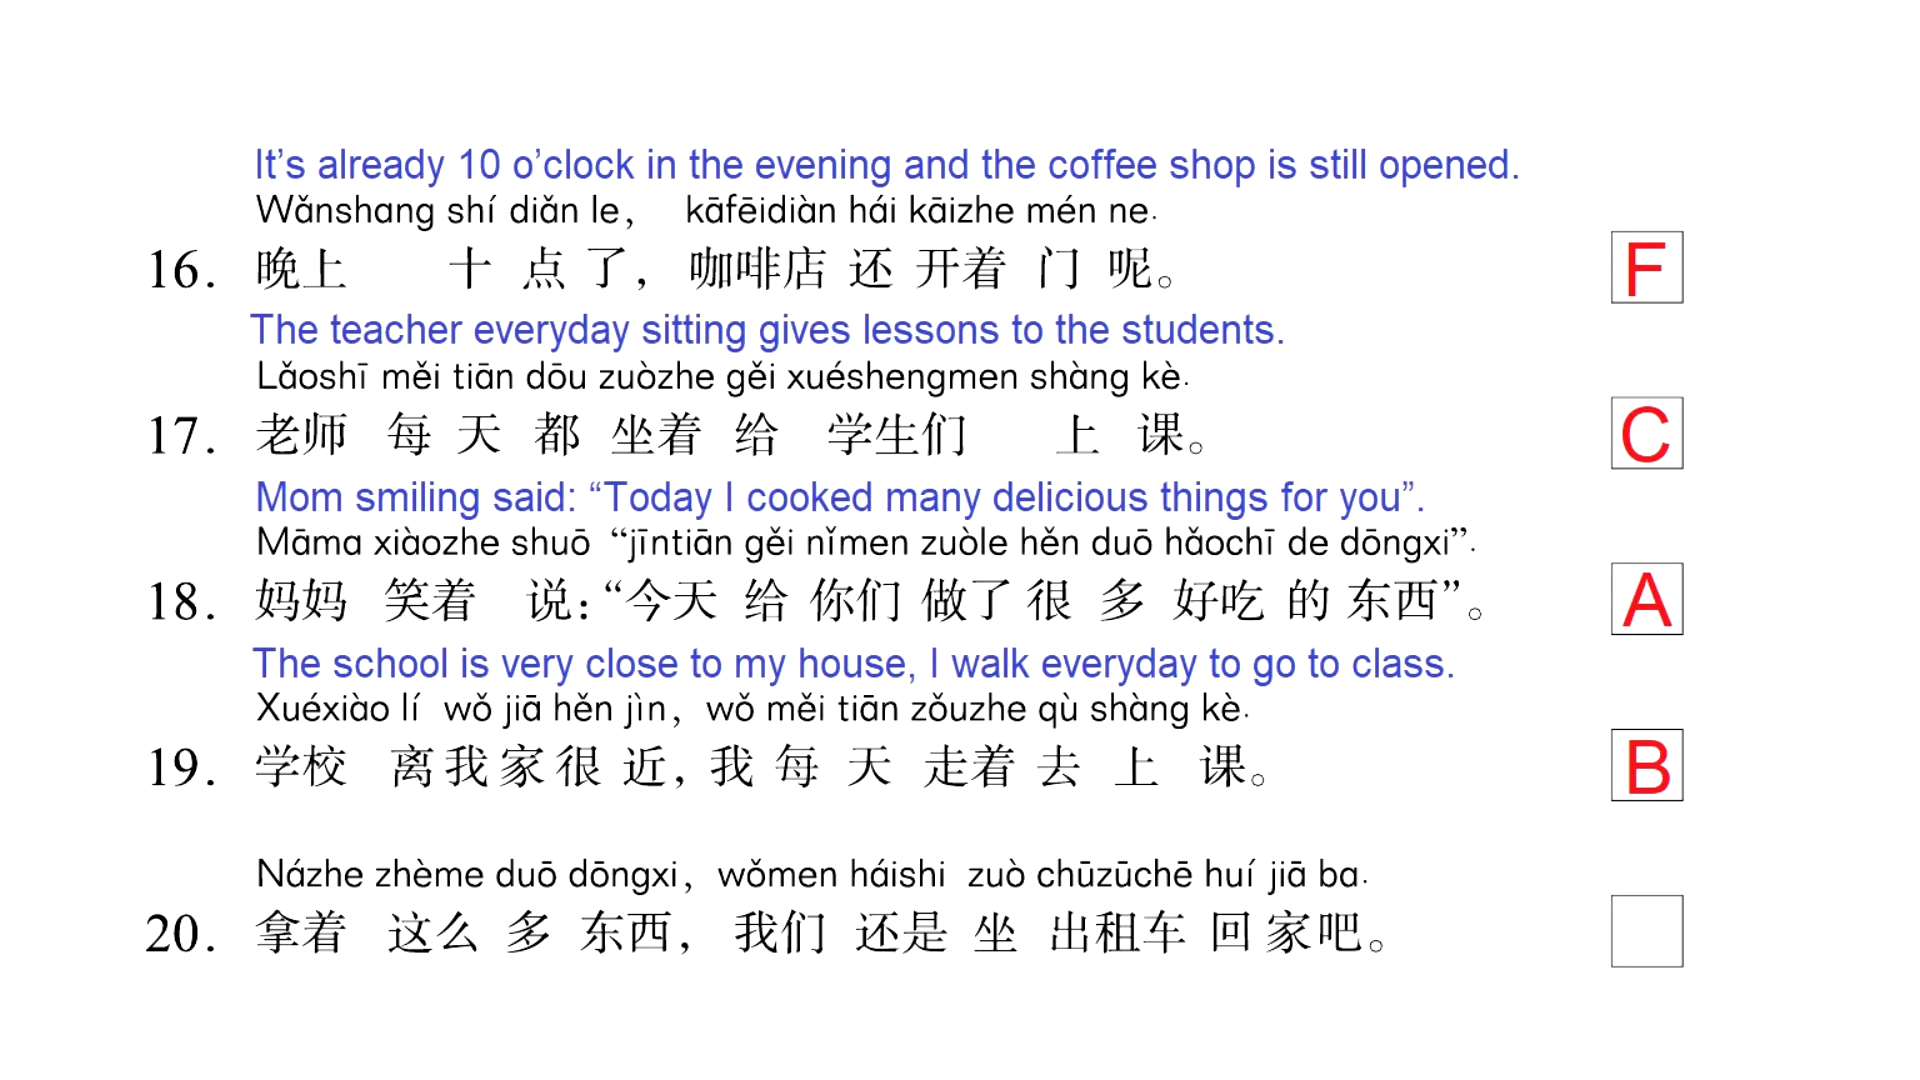 It's already 10 o'clock in the evening and the coffee shop is still opened.
Wǎnshang shí diǎn le, kāfēidiàn hái kāizhe mén ne.
16. 晚上 十 点 了, 咖啡店 还 开着 门 呢。 F
The teacher everyday sitting gives lessons to the students.
Lǎoshī měi tiān dōu zuòzhe gěi xuéshengmen shàng kè.
17. 老师 每 天 都 坐着 给 学生们 上 课。 C
Mom smiling said: “Today I cooked many delicious things for you”.
Māma xiàozhe shuō “jīntiān gěi nǐmen zuòle hěn duō hǎochī de dōngxi”.
18. 妈妈 笑着 说:“今天 给 你们 做了 很 多 好吃 的 东西”。 A
The school is very close to my house, I walk everyday to go to class.
Xuéxiào lí wǒ jiā hěn jìn, wǒ měi tiān zǒuzhe qù shàng kè.
19. 学校 离 我 家 很 近, 我 每 天 走着 去 上 课。 B
Názhe zhème duō dōngxi, wǒmen háishi zuò chūzūchē huí jiā ba.
20. 拿着 这么 多 东西, 我们 还是 坐 出租车 回 家 吧。